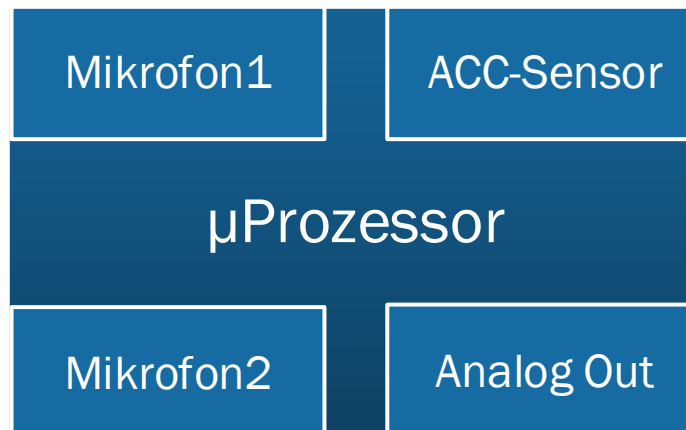 Mikrofon1
ACC-Sensor
µProzessor
Mikrofon2
Analog Out